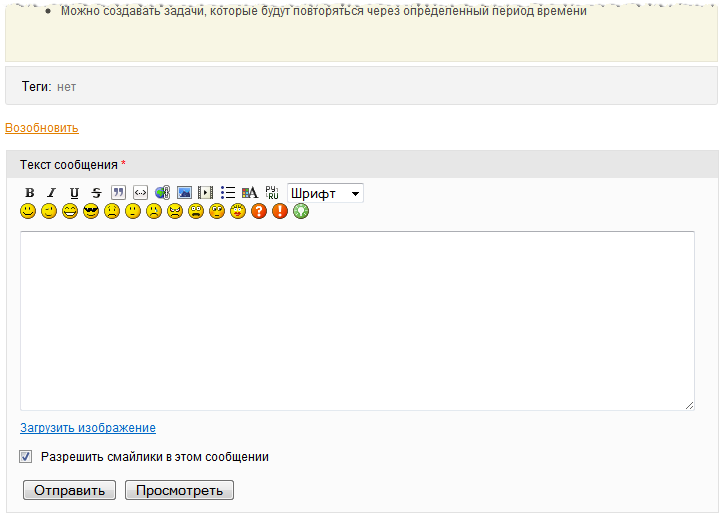 Можно создавать задачи, которые будут повторяться через определенный период времени
Теги: нет
Возобновить
Текст сообщения *
B I U S Шрифт
Загрузить изображение
Разрешить смайлики в этом сообщении
Отправить Просмотреть